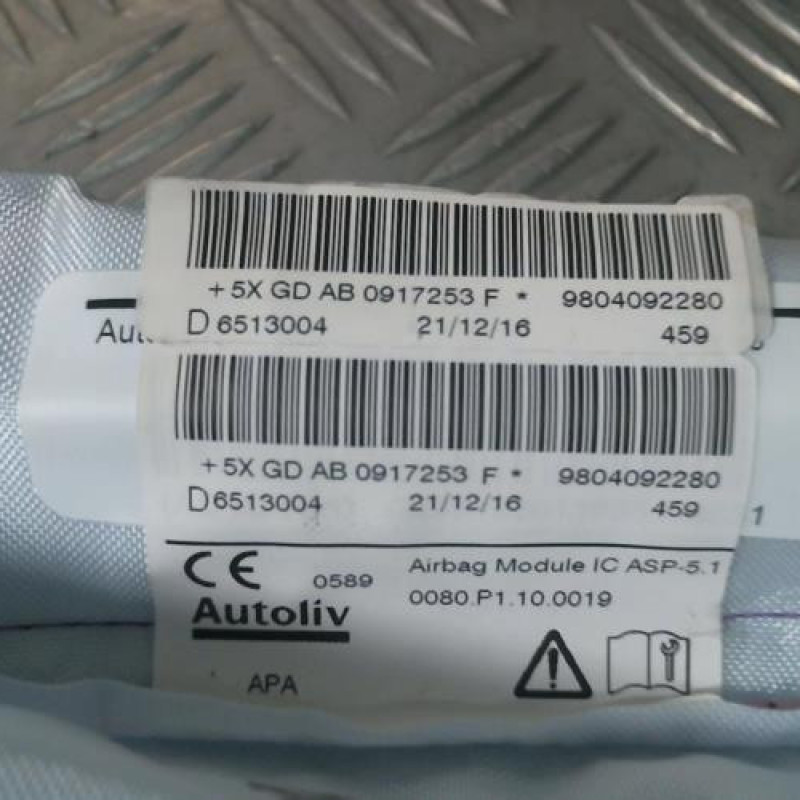 + 5X GD AB 0917253 F * 9804092280
D 6513004 21/12/16 459
+ 5X GD AB 0917253 F * 9804092280
D 6513004 21/12/16 459
CE 0589 Airbag Module IC ASP-5.1
Autoliv 0080.P1.10.0019
APA
1